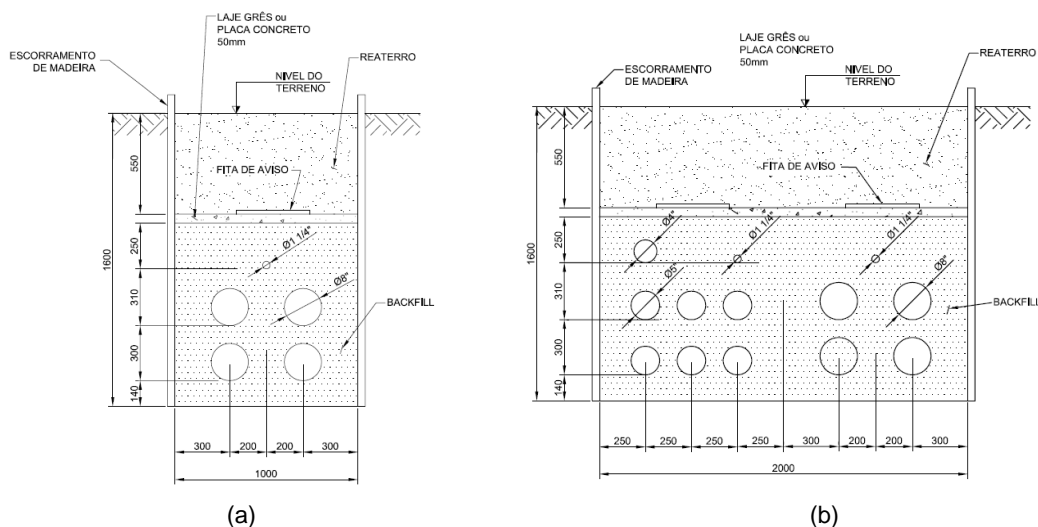 LAJE GRÊS ou
PLACA CONCRETO
50mm
ESCORRAMENTO
DE MADEIRA
REATERRO
NIVEL DO
TERRENO
550
FITA DE AVISO
1600
250
Ø1 1/4"
310
Ø8"
BACKFILL
300
140
300
200
200
300
1000
(a)
LAJE GRÊS ou
PLACA CONCRETO
50mm
ESCORRAMENTO
DE MADEIRA
REATERRO
NIVEL DO
TERRENO
550
FITA DE AVISO
1600
250
Ø4"
Ø1 1/4"
Ø1 1/4"
310
Ø5"
Ø8"
BACKFILL
300
140
250
250
250
250
300
200
200
300
2000
(b)